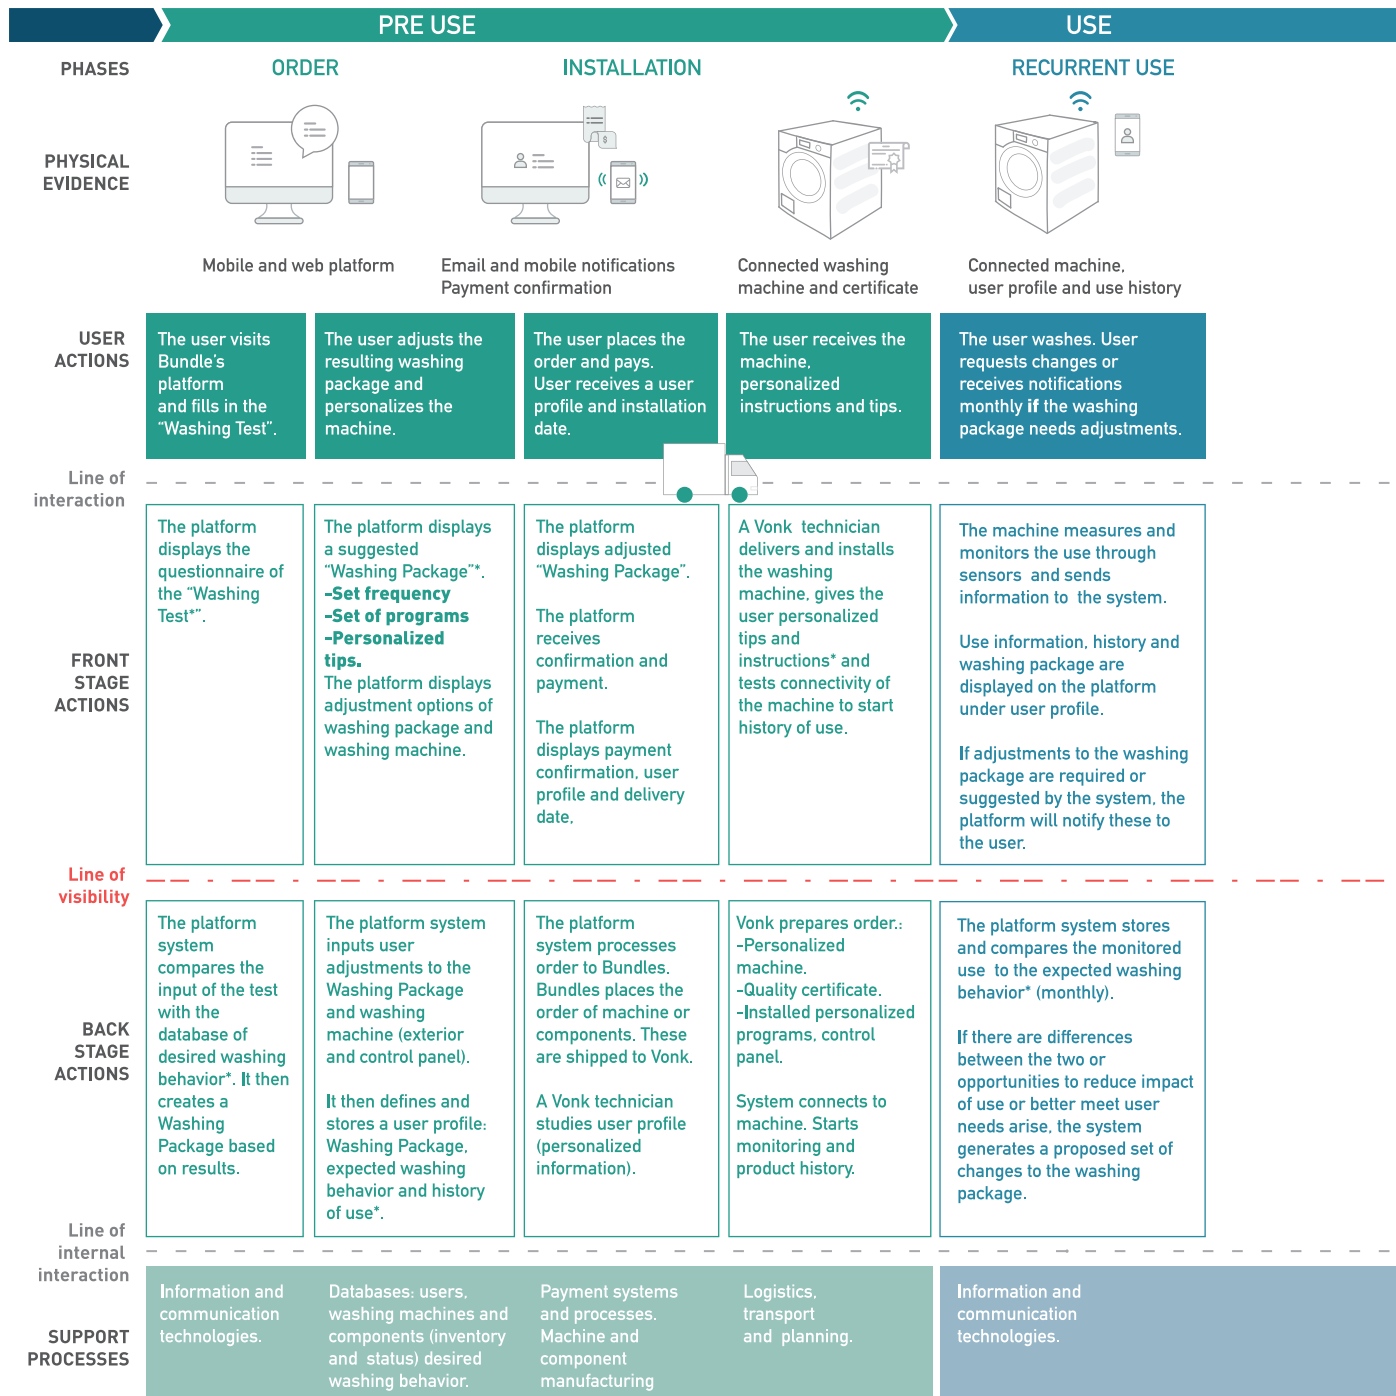 PRE USE
USE
PHASES
ORDER
INSTALLATION
RECURRENT USE
PHYSICAL
EVIDENCE
$
Mobile and web platform
Email and mobile notifications
Payment confirmation
Connected washing
machine and certificate
Connected machine,
user profile and use history
USER
ACTIONS
The user visits
Bundle's
platform
and fills in the
“Washing Test”.
The user adjusts the
resulting washing
package and
personalizes the
machine.
The user places the
order and pays.
User receives a user
profile and installation
date.
The user receives the
machine,
personalized
instructions and tips.
The user washes. User
requests changes or
receives notifications
monthly if the washing
package needs adjustments.
Line of
interaction
FRONT
STAGE
ACTIONS
The platform
displays the
questionnaire of
the “Washing
Test*”.
The platform displays
a suggested
“Washing Package”*.
-Set frequency
-Set of programs
-Personalized
tips.
The platform displays
adjustment options of
washing package and
washing machine.
The platform
displays adjusted
“Washing Package”.
The platform
receives
confirmation and
payment.
The platform
displays payment
confirmation, user
profile and delivery
date,
A Vonk technician
delivers and installs
the washing
machine, gives the
user personalized
tips and
instructions* and
tests connectivity of
the machine to start
history of use.
The machine measures and
monitors the use through
sensors and sends
information to the system.
Use information, history and
washing package are
displayed on the platform
under user profile.
If adjustments to the washing
package are required or
suggested by the system, the
platform will notify these to
the user.
Line of
visibility
BACK
STAGE
ACTIONS
The platform
system
compares the
input of the test
with the
database of
desired washing
behavior*. It then
creates a
Washing
Package based
on results.
The platform system
inputs user
adjustments to the
Washing Package
and washing
machine (exterior
and control panel).
It then defines and
stores a user profile:
Washing Package,
expected washing
behavior and history
of use*.
The platform
system processes
order to Bundles.
Bundles places the
order of machine or
components. These
are shipped to Vonk.
A Vonk technician
studies user profile
(personalized
information).
Vonk prepares order.:
-Personalized
machine.
-Quality certificate.
-Installed personalized
programs, control
panel.
System connects to
machine. Starts
monitoring and
product history.
The platform system stores
and compares the monitored
use to the expected washing
behavior* (monthly).
If there are differences
between the two or
opportunities to reduce impact
of use or better meet user
needs arise, the system
generates a proposed set of
changes to the washing
package.
Line of
internal
interaction
SUPPORT
PROCESSES
Information and
communication
technologies.
Databases: users,
washing machines and
components (inventory
and status) desired
washing behavior.
Payment systems
and processes.
Machine and
component
manufacturing
Logistics,
transport
and planning.
Information and
communication
technologies.